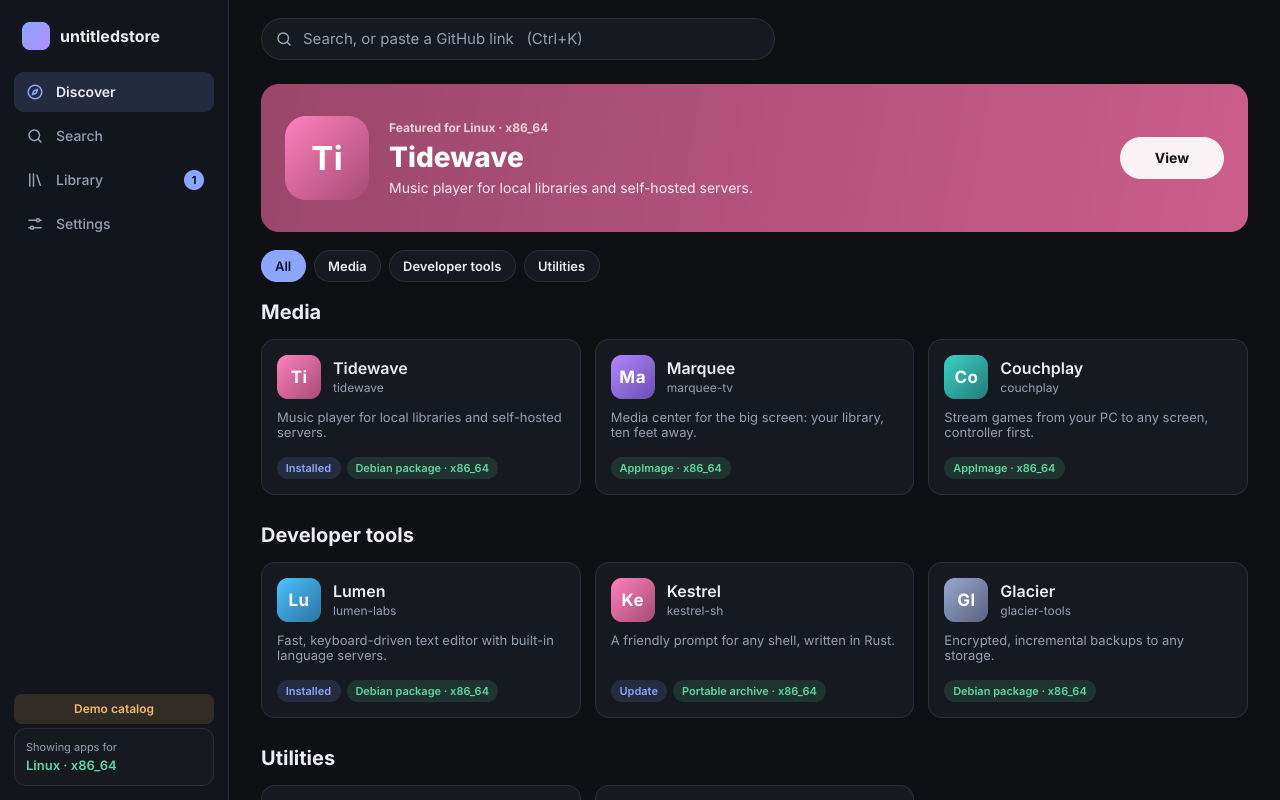 untitledstore
Discover
Search
Library
1
Settings
Demo catalog
Showing apps for
Linux · x86_64
Search, or paste a GitHub link (Ctrl+K)
Ti
Featured for Linux · x86_64
Tidewave
Music player for local libraries and self-hosted servers.
View
All
Media
Developer tools
Utilities
Media
Ti
Tidewave
tidewave
Music player for local libraries and self-hosted
servers.
Installed
Debian package · x86_64
Ma
Marquee
marquee-tv
Media center for the big screen: your library,
ten feet away.
AppImage · x86_64
Co
Couchplay
couchplay
Stream games from your PC to any screen,
controller first.
AppImage · x86_64
Developer tools
Lu
Lumen
lumen-labs
Fast, keyboard-driven text editor with built-in
language servers.
Installed
Debian package · x86_64
Ke
Kestrel
kestrel-sh
A friendly prompt for any shell, written in Rust.
Update
Portable archive · x86_64
Gl
Glacier
glacier-tools
Encrypted, incremental backups to any
storage.
Debian package · x86_64
Utilities